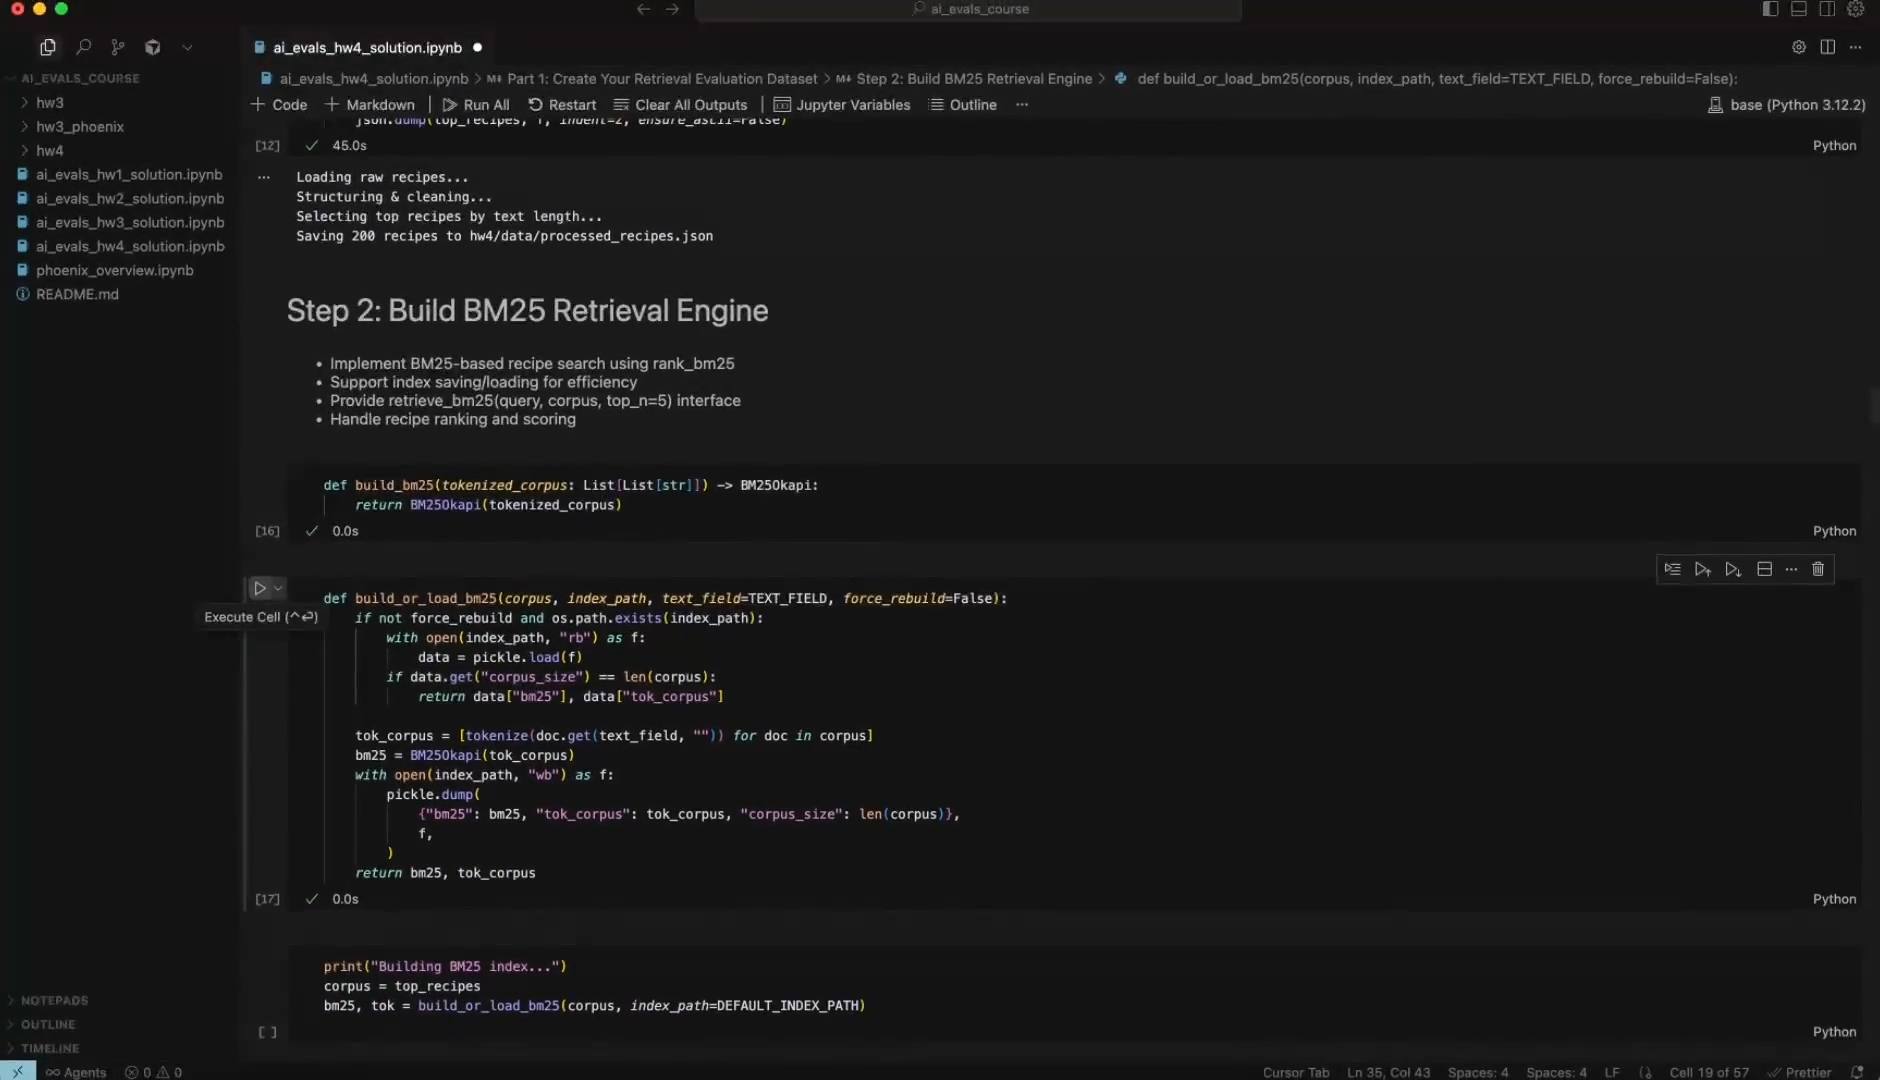 ai_evals_course
ai_evals_hw4_solution.ipynb
AI_EVALS_COURSE
hw3
hw3_phoenix
hw4
ai_evals_hw1_solution.ipynb
ai_evals_hw2_solution.ipynb
ai_evals_hw3_solution.ipynb
ai_evals_hw4_solution.ipynb
phoenix_overview.ipynb
README.md
NOTEPADS
OUTLINE
TIMELINE
ai_evals_hw4_solution.ipynb > M↓ Part 1: Create Your Retrieval Evaluation Dataset > M↓ Step 2: Build BM25 Retrieval Engine > def build_or_load_bm25(corpus, index_path, text_field=TEXT_FIELD, force_rebuild=False):
+ Code + Markdown | Run All Restart Clear All Outputs | Jupyter Variables Outline ... base (Python 3.12.2)
json.dump(top_recipes, f, indent=2, ensure_ascii=False)
[12] ✓ 45.0s Python
... Loading raw recipes...
Structuring & cleaning...
Selecting top recipes by text length...
Saving 200 recipes to hw4/data/processed_recipes.json
Step 2: Build BM25 Retrieval Engine
• Implement BM25-based recipe search using rank_bm25
• Support index saving/loading for efficiency
• Provide retrieve_bm25(query, corpus, top_n=5) interface
• Handle recipe ranking and scoring
def build_bm25(tokenized_corpus: List[List[str]]) -> BM25Okapi:
return BM25Okapi(tokenized_corpus)
[16] ✓ 0.0s Python
Execute Cell (^⏎)
def build_or_load_bm25(corpus, index_path, text_field=TEXT_FIELD, force_rebuild=False):
if not force_rebuild and os.path.exists(index_path):
with open(index_path, "rb") as f:
data = pickle.load(f)
if data.get("corpus_size") == len(corpus):
return data["bm25"], data["tok_corpus"]
tok_corpus = [tokenize(doc.get(text_field, "")) for doc in corpus]
bm25 = BM25Okapi(tok_corpus)
with open(index_path, "wb") as f:
pickle.dump(
{"bm25": bm25, "tok_corpus": tok_corpus, "corpus_size": len(corpus)},
f,
)
return bm25, tok_corpus
[17] ✓ 0.0s Python
print("Building BM25 index...")
corpus = top_recipes
bm25, tok = build_or_load_bm25(corpus, index_path=DEFAULT_INDEX_PATH)
[ ] Python
Agents 0 0 Cursor Tab Ln 35, Col 43 Spaces: 4 Spaces: 4 LF Cell 19 of 57 Prettier